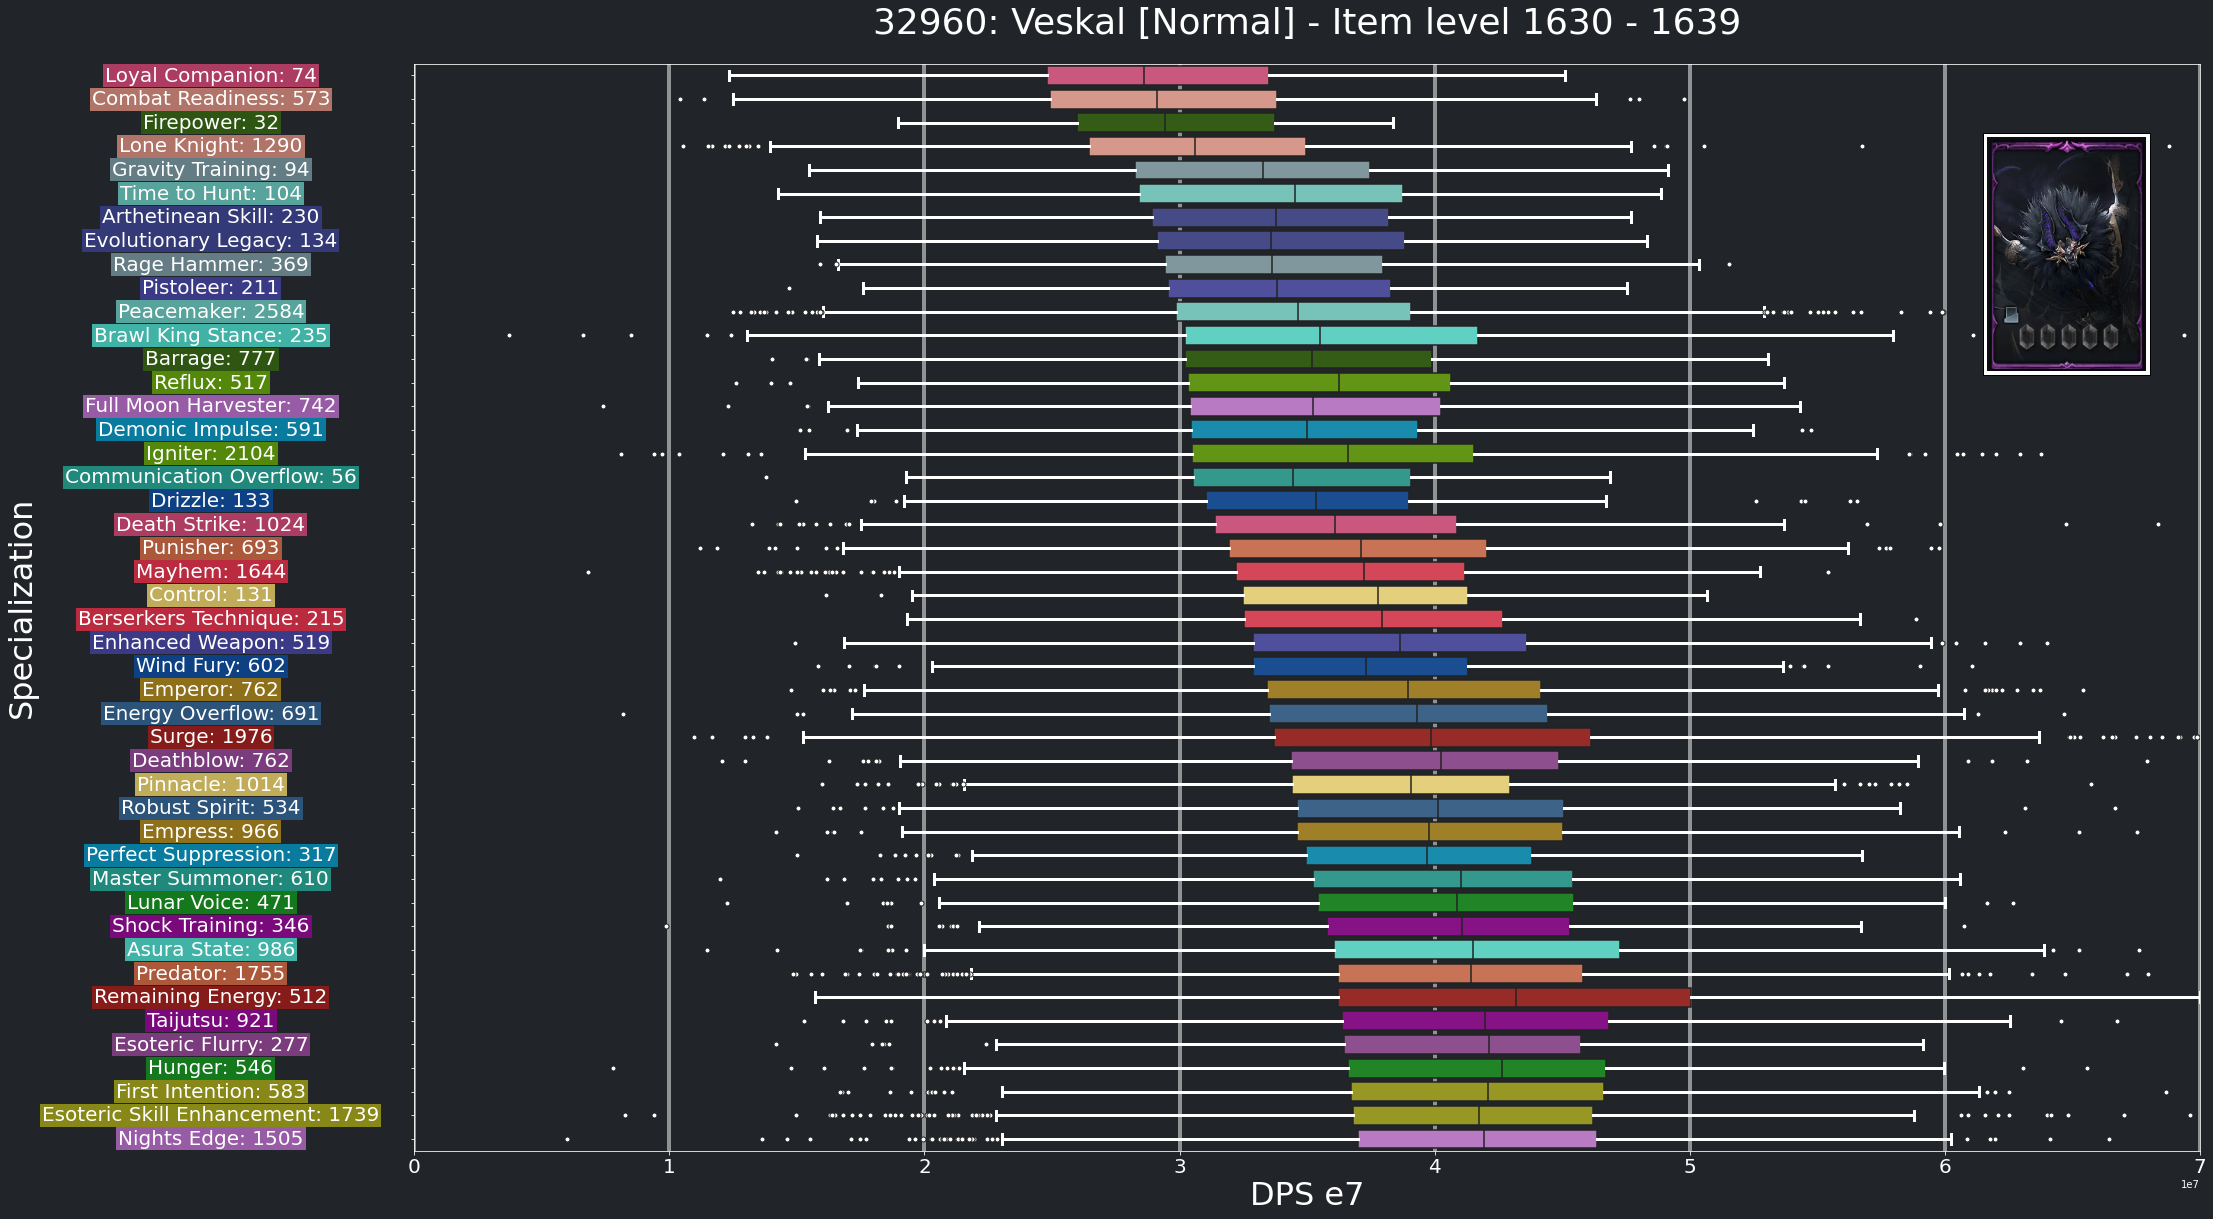 32960: Veskal [Normal] - Item level 1630 - 1639
Loyal Companion: 74
Combat Readiness: 573
Firepower: 32
Lone Knight: 1290
Gravity Training: 94
Time to Hunt: 104
Arthetinean Skill: 230
Evolutionary Legacy: 134
Rage Hammer: 369
Pistoleer: 211
Peacemaker: 2584
Brawl King Stance: 235
Barrage: 777
Reflux: 517
Full Moon Harvester: 742
Demonic Impulse: 591
Igniter: 2104
Communication Overflow: 56
Drizzle: 133
Death Strike: 1024
Punisher: 693
Mayhem: 1644
Control: 131
Berserkers Technique: 215
Enhanced Weapon: 519
Wind Fury: 602
Emperor: 762
Energy Overflow: 691
Surge: 1976
Deathblow: 762
Pinnacle: 1014
Robust Spirit: 534
Empress: 966
Perfect Suppression: 317
Master Summoner: 610
Lunar Voice: 471
Shock Training: 346
Asura State: 986
Predator: 1755
Remaining Energy: 512
Taijutsu: 921
Esoteric Flurry: 277
Hunger: 546
First Intention: 583
Esoteric Skill Enhancement: 1739
Nights Edge: 1505
Specialization
0 1 2 3 4 5 6 7
1e7
DPS e7